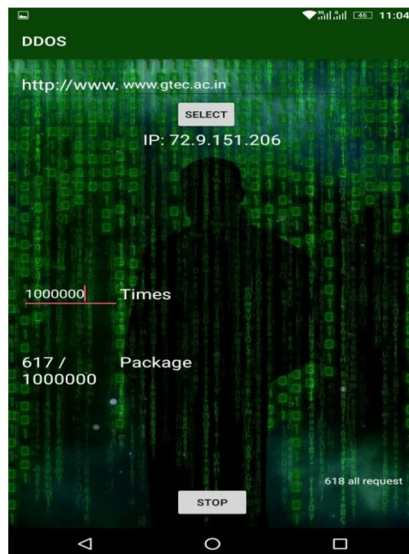 46 11:04
DDOS
http://www. www.gtec.ac.in
SELECT
IP: 72.9.151.206
1000000 Times
617 / Package
1000000
618 all request
STOP